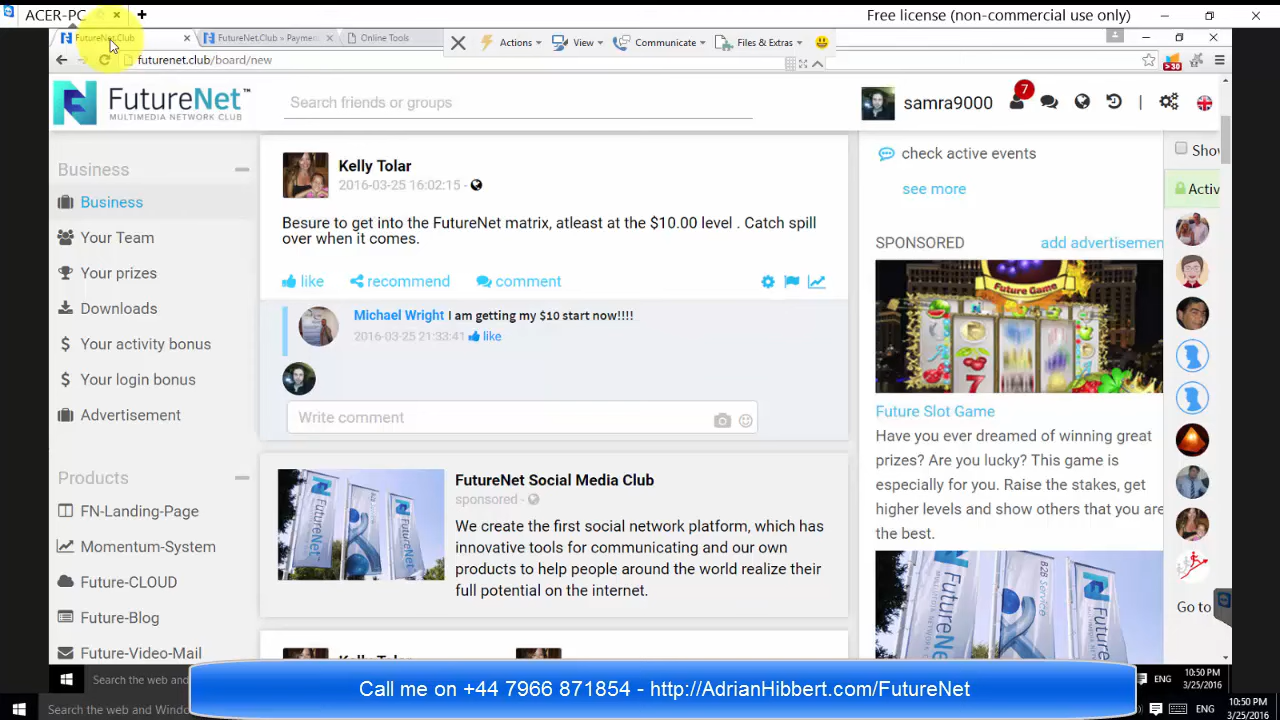 ACER-PC
Free license (non-commercial use only)
FutureNet.Club
FutureNet.Club » Paymen
Online Tools
Actions
View
Communicate
Files & Extras
futurenet.club/board/new
>30
FutureNet™
MULTIMEDIA NETWORK CLUB
Search friends or groups
samra9000
7
Business
Business
Your Team
Your prizes
Downloads
Your activity bonus
Your login bonus
Advertisement
Products
FN-Landing-Page
Momentum-System
Future-CLOUD
Future-Blog
Future-Video-Mail
Kelly Tolar
2016-03-25 16:02:15 -
Besure to get into the FutureNet matrix, atleast at the $10.00 level . Catch spill
over when it comes.
like
recommend
comment
Michael Wright I am getting my $10 start now!!!!
2016-03-25 21:33:41 like
Write comment
FutureNet Social Media Club
sponsored -
We create the first social network platform, which has
innovative tools for communicating and our own
products to help people around the world realize their
full potential on the internet.
Kelly Tolar
check active events
see more
SPONSORED
add advertisemen
Future Game
Future Slot Game
Have you ever dreamed of winning great
prizes? Are you lucky? This game is
especially for you. Raise the stakes, get
higher levels and show others that you are
the best.
B2B Service
Show
Activ
Go to
Search the web and
ENG
10:50 PM
3/25/2016
Call me on +44 7966 871854 - http://AdrianHibbert.com/FutureNet
Search the web and Windo
ENG
10:50 PM
3/25/2016